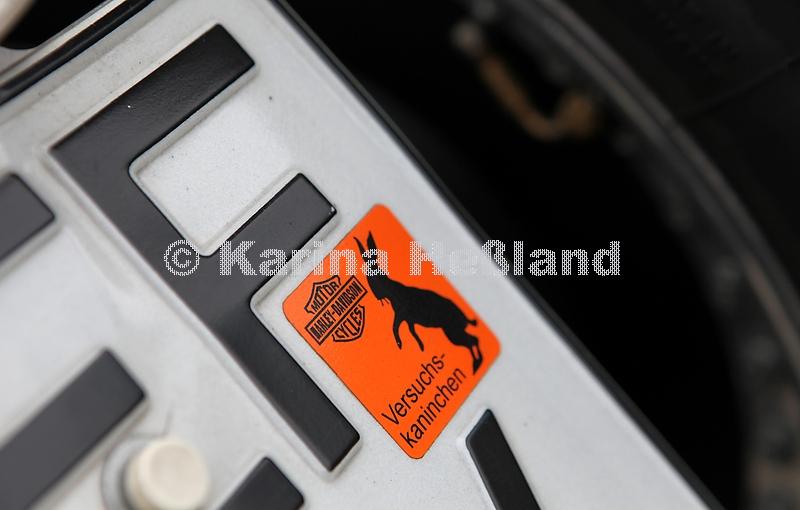 F
© Karina Heßland
MOTOR
HARLEY-DAVIDSON
CYCLES
Versuchs-
kaninchen